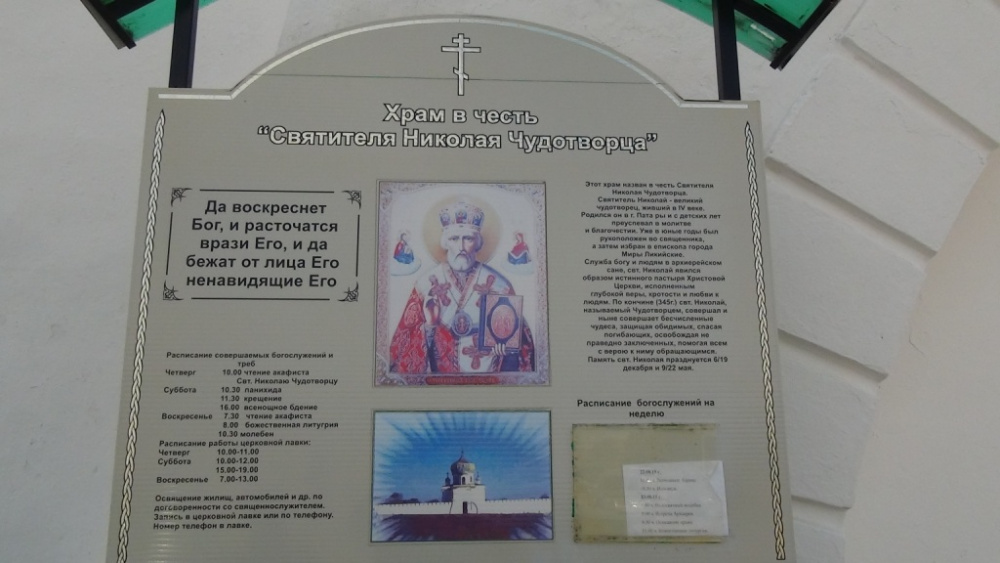 Храм в честь
“Святителя Николая Чудотворца”
Да воскреснет
Бог, и расточатся
врази Его, и да
бежат от лица Его
ненавидящие Его
Расписание совершаемых богослужений и
треб
Четверг 10.00 чтение акафиста
Свт. Николаю Чудотворцу
Суббота 10.30 панихида
11.30 крещение
16.00 всенощное бдение
Воскресенье 7.30 чтение акафиста
8.00 божественная литугрия
10.30 молебен
Расписание работы церковной лавки:
Четверг 10.00-11.00
Суббота 10.00-12.00
15.00-19.00
Воскресенье 7.00-13.00
Освищение жилищ, автомобилей и др. по
договоренности со священнослужителем.
Запись в церковной лавке или по телефону.
Номер телефон в лавке.
Этот храм назван в честь Святителя
Николая Чудотворца.
Святитель Николай - великий
чудотворец, живший в IV веке.
Родился он в г. Пата ры и с детских лет
преуспевал в молитве
и благочестии. Уже в юные годы был
рукоположен во священника,
а затем избран в епископа города
Миры Ликийские.
Служа богу и людям в архиерейском
сане, свт. Николай явился
образом истинного пастыря Христовой
Церкви, исполненным
глубокой веры, кротости и любви к
людям. По кончине (345г.) свт. Николай,
называемый Чудотворцем, совершал и
ныне совершает бесчисленные
чудеса, защищая обидимых, спасая
погибающих, освобождая не
праведно заключенных, помогая всем
с верою к нему обращающимся.
Память свт. Николая празднуется 6/19
декабря и 9/22 мая.
Расписание богослужений на
неделю